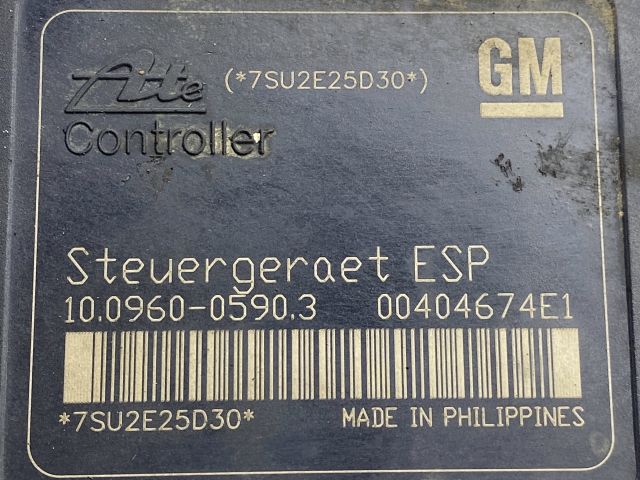 Ate (*7SU2E25D30*) GM
Controller
Steuergeraet ESP
10.0960-0590.3 00404674E1
*7SU2E25D30* MADE IN PHILIPPINES